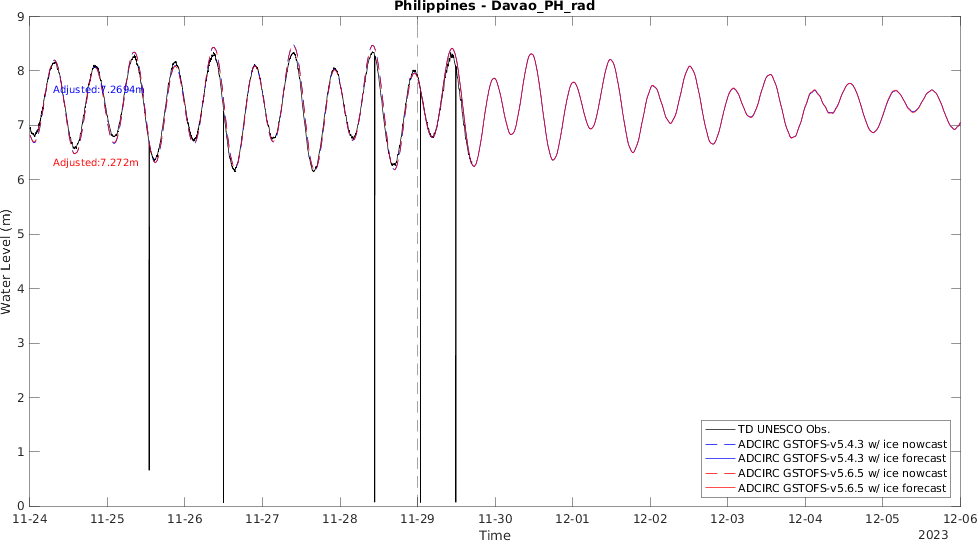 Philippines - Davao_PH_rad
9
8
7
6
5
4
3
2
1
0
Water Level (m)
Adjusted:7.2694m
Adjusted:7.272m
TD UNESCO Obs.
ADCIRC GSTOFS-v5.4.3 w/ ice nowcast
ADCIRC GSTOFS-v5.4.3 w/ ice forecast
ADCIRC GSTOFS-v5.6.5 w/ ice nowcast
ADCIRC GSTOFS-v5.6.5 w/ ice forecast
11-24 11-25 11-26 11-27 11-28 11-29 11-30 12-01 12-02 12-03 12-04 12-05 12-06
Time
2023